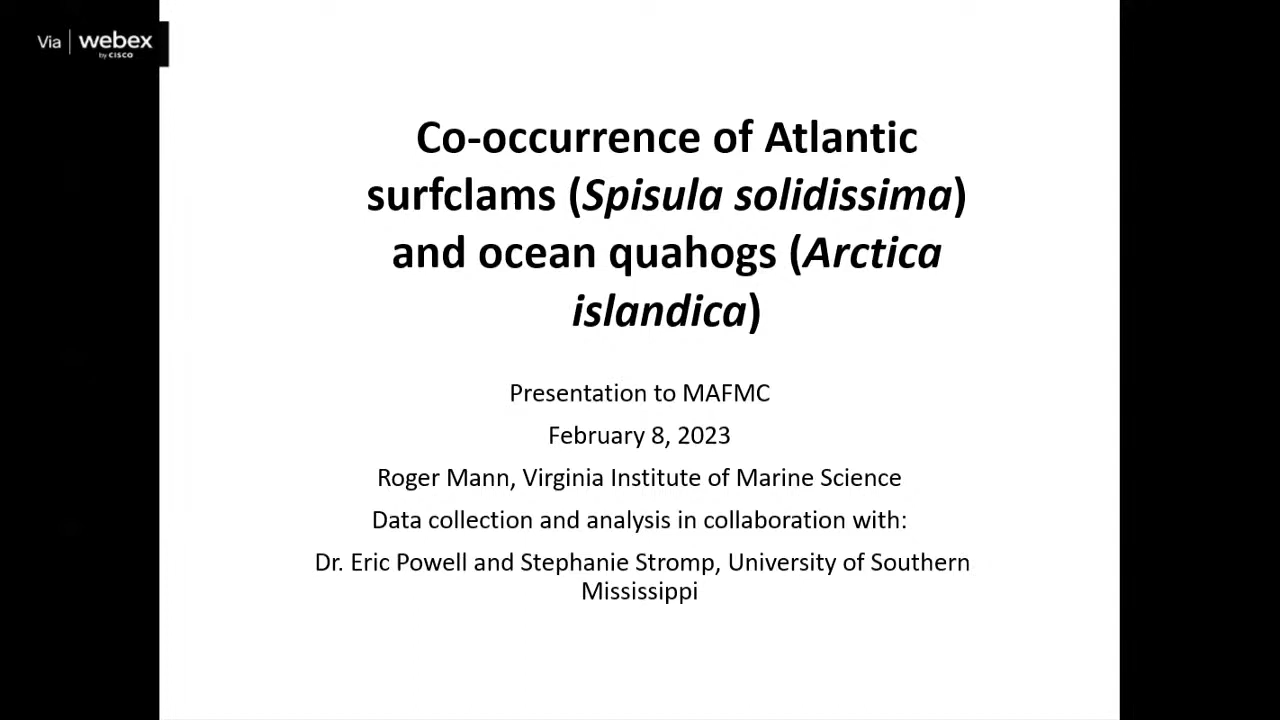 Via | webex
by CISCO
Co-occurrence of Atlantic
surfclams (Spisula solidissima)
and ocean quahogs (Arctica
islandica)
Presentation to MAFMC
February 8, 2023
Roger Mann, Virginia Institute of Marine Science
Data collection and analysis in collaboration with:
Dr. Eric Powell and Stephanie Stromp, University of Southern
Mississippi